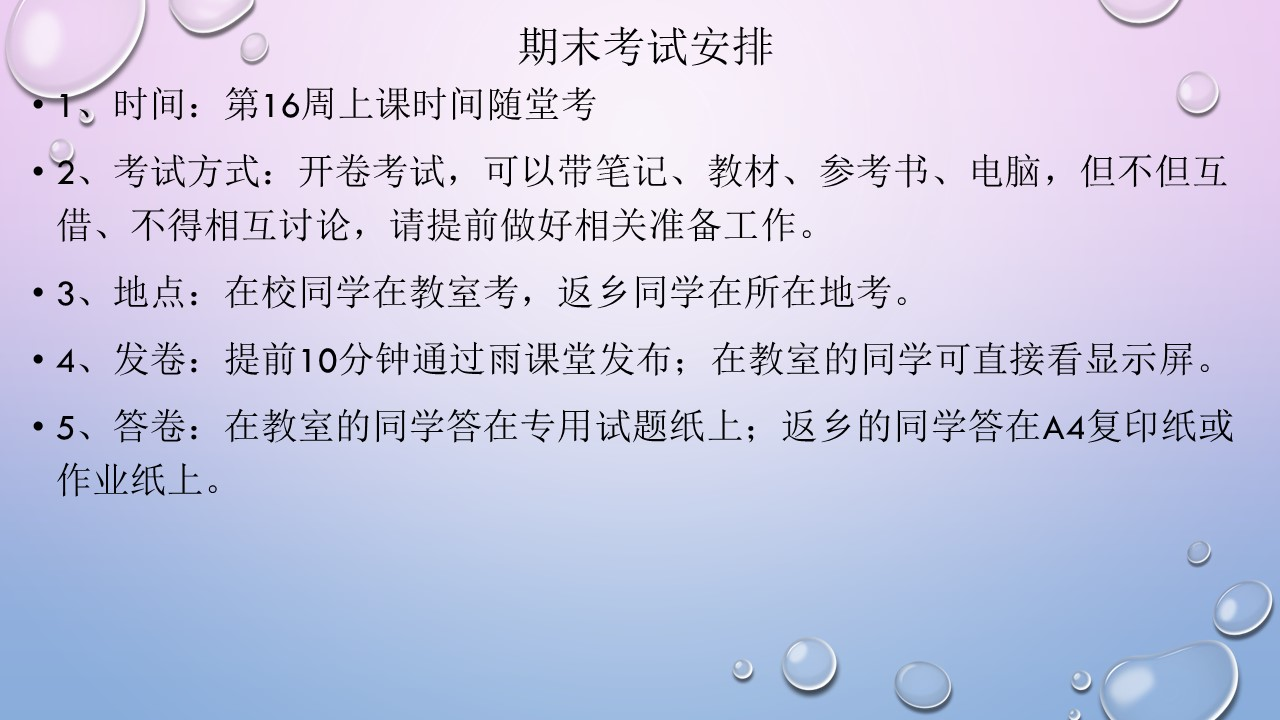 期末考试安排
• 1、时间：第16周上课时间随堂考
• 2、考试方式：开卷考试，可以带笔记、教材、参考书、电脑，但不但互
借、不得相互讨论，请提前做好相关准备工作。
• 3、地点：在校同学在教室考，返乡同学在所在地考。
• 4、发卷：提前10分钟通过雨课堂发布；在教室的同学可直接看显示屏。
• 5、答卷：在教室的同学答在专用试题纸上；返乡的同学答在A4复印纸或
作业纸上。